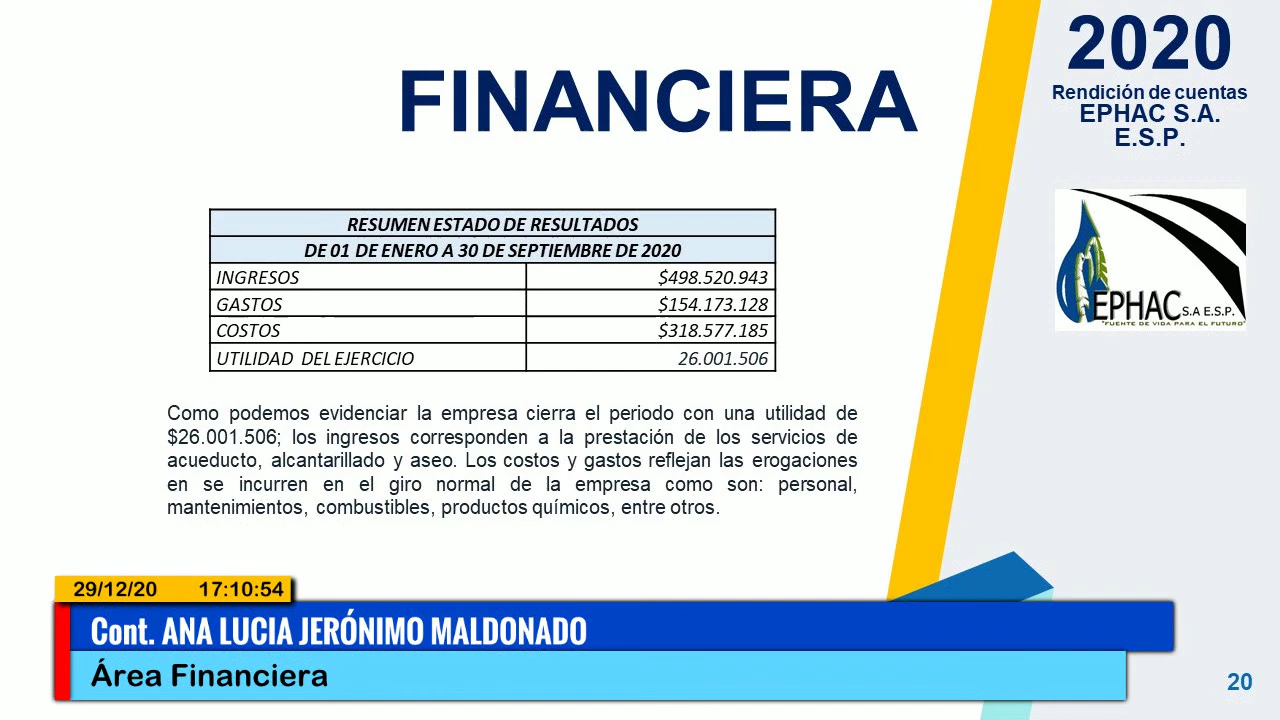 FINANCIERA
2020
Rendición de cuentas
EPHAC S.A.
E.S.P.
EPHAC S.A E.S.P.
"FUENTE DE VIDA PARA EL FUTURO"
RESUMEN ESTADO DE RESULTADOS
DE 01 DE ENERO A 30 DE SEPTIEMBRE DE 2020
INGRESOS $498.520.943
GASTOS $154.173.128
COSTOS $318.577.185
UTILIDAD DEL EJERCICIO 26.001.506
Como podemos evidenciar la empresa cierra el periodo con una utilidad de
$26.001.506; los ingresos corresponden a la prestación de los servicios de
acueducto, alcantarillado y aseo. Los costos y gastos reflejan las erogaciones
en se incurren en el giro normal de la empresa como son: personal,
mantenimientos, combustibles, productos químicos, entre otros.
29/12/20 17:10:54
Cont. ANA LUCIA JERÓNIMO MALDONADO
Área Financiera
20